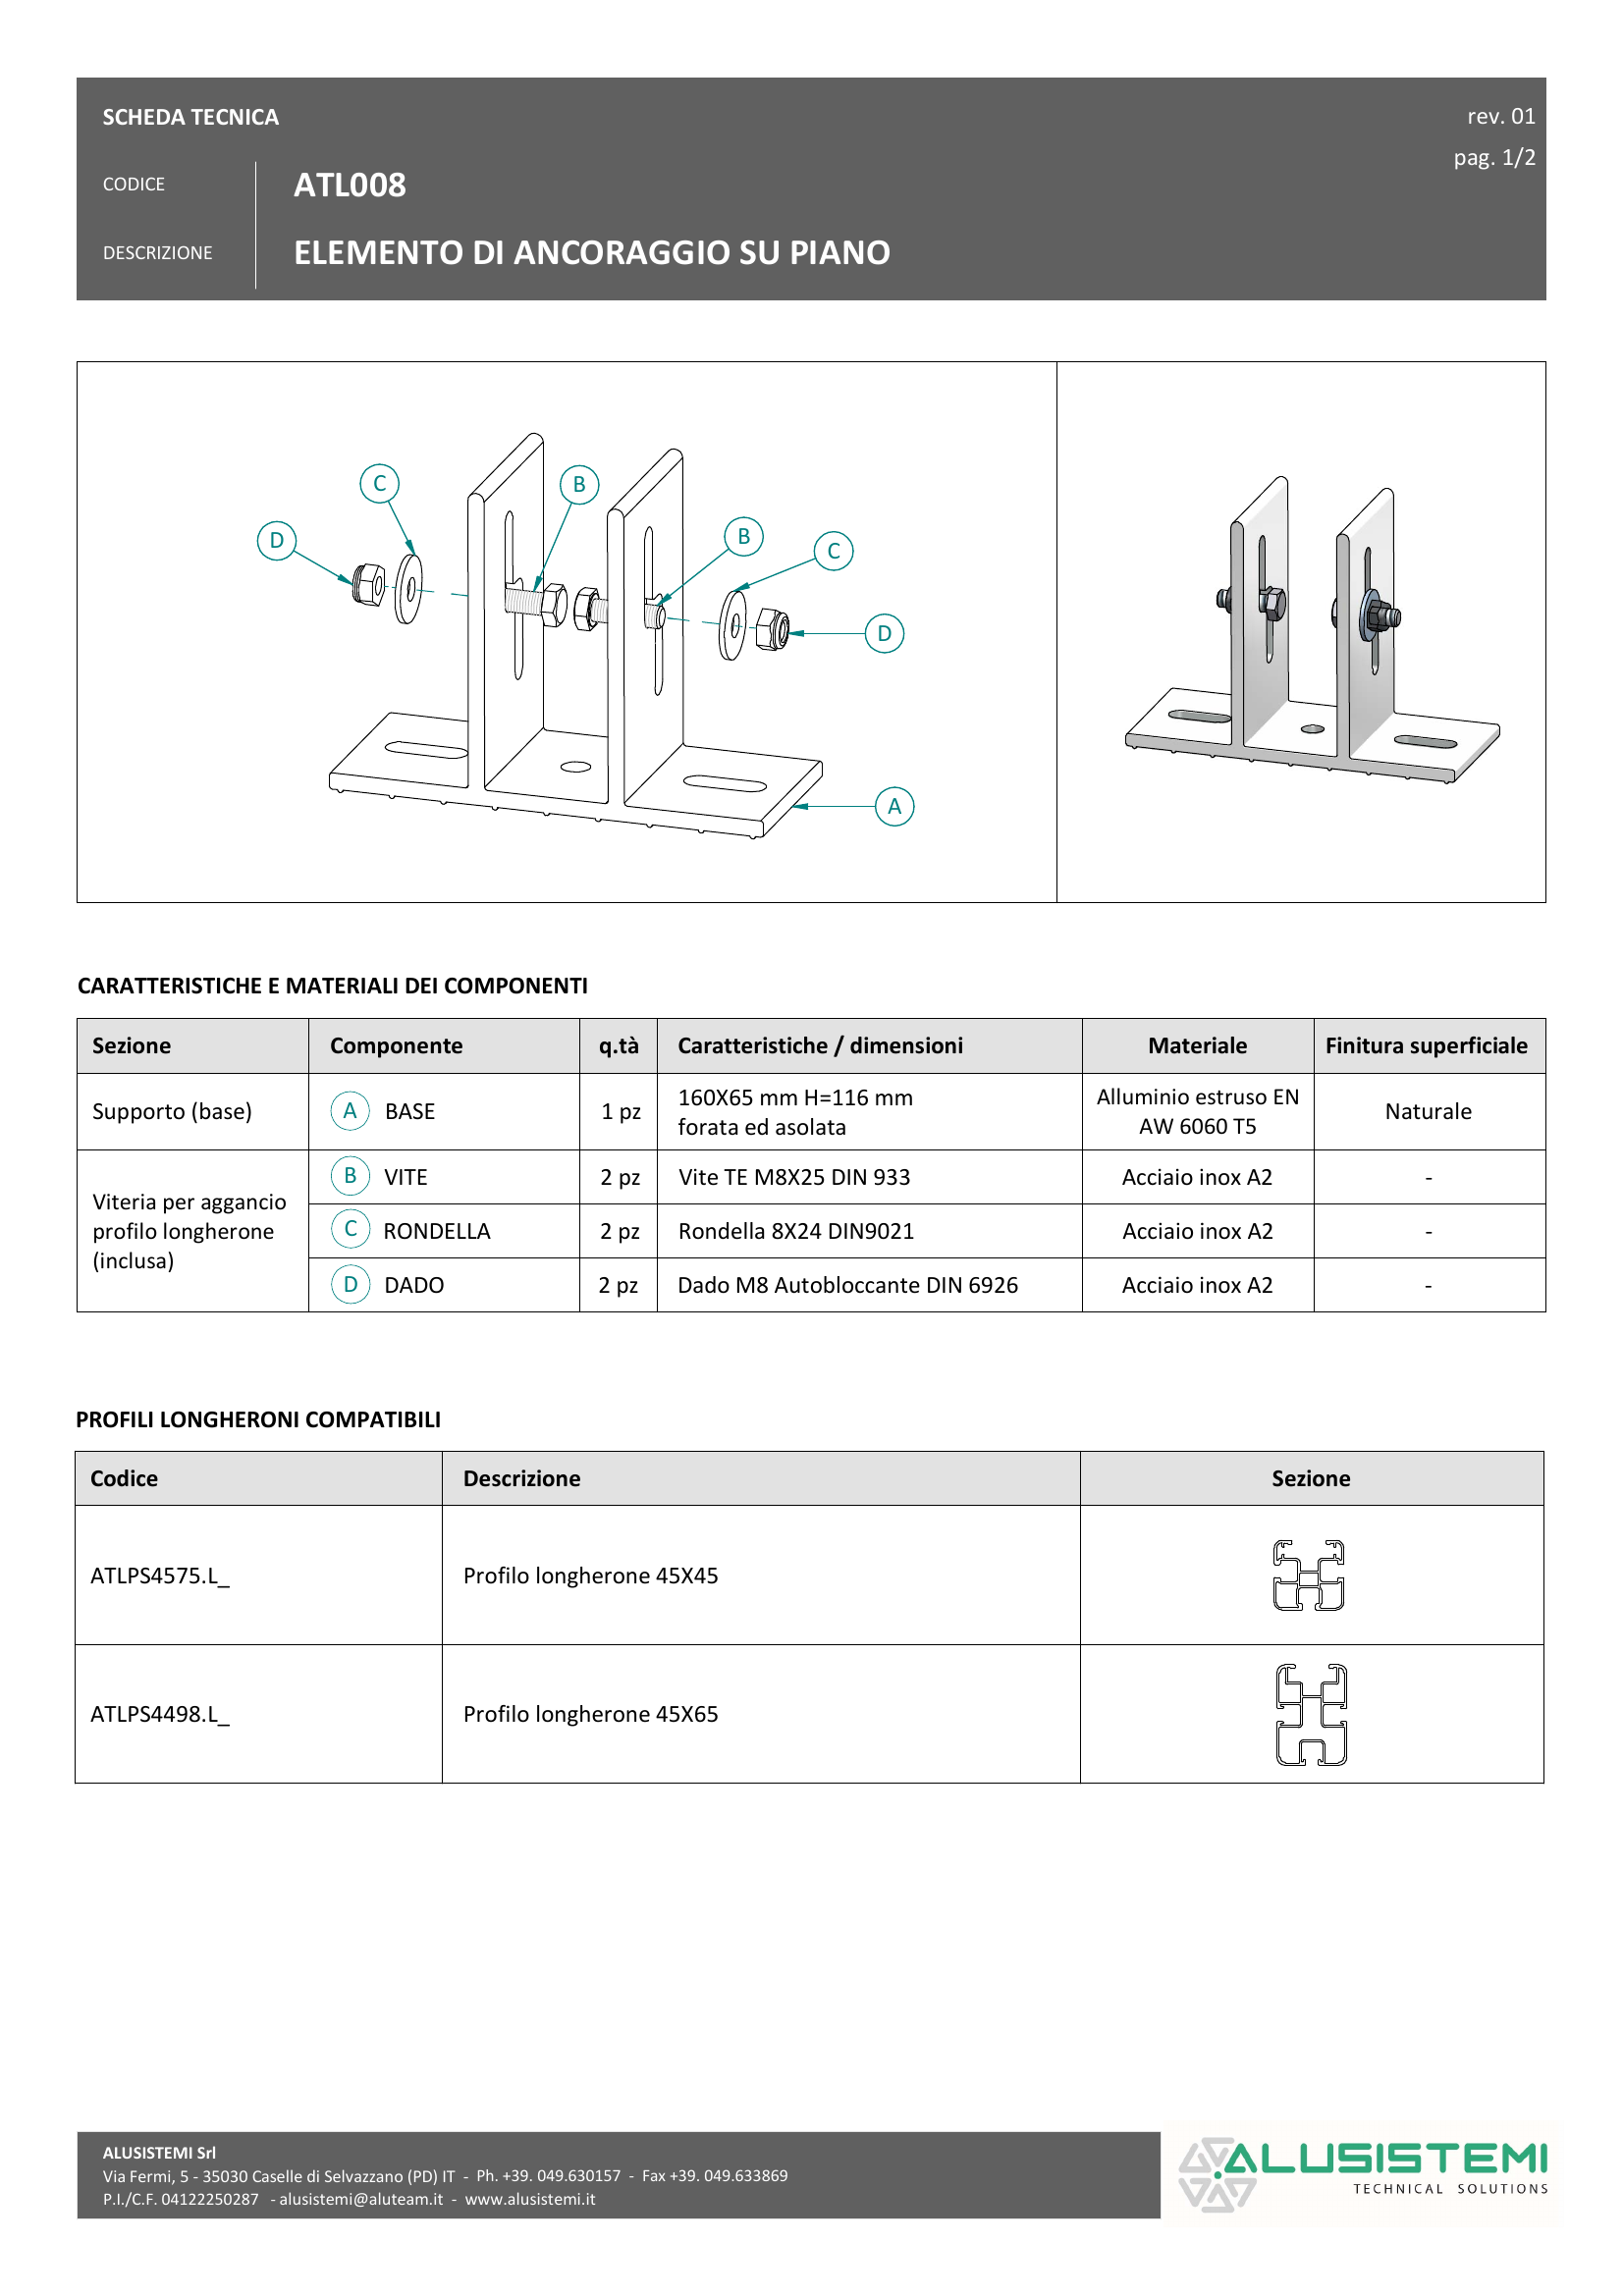 SCHEDA TECNICA
rev. 01
pag. 1/2
CODICE
ATL008
DESCRIZIONE
ELEMENTO DI ANCORAGGIO SU PIANO
C
B
D
B
C
D
A
CARATTERISTICHE E MATERIALI DEI COMPONENTI
Sezione Componente q.tà Caratteristiche / dimensioni Materiale Finitura superficiale
Supporto (base) A BASE 1 pz 160X65 mm H=116 mm forata ed asolata Alluminio estruso EN AW 6060 T5 Naturale
Viteria per aggancio profilo longherone (inclusa)
B VITE 2 pz Vite TE M8X25 DIN 933 Acciaio inox A2 -
C RONDELLA 2 pz Rondella 8X24 DIN9021 Acciaio inox A2 -
D DADO 2 pz Dado M8 Autobloccante DIN 6926 Acciaio inox A2 -
PROFILI LONGHERONI COMPATIBILI
Codice Descrizione Sezione
ATLPS4575.L_ Profilo longherone 45X45
ATLPS4498.L_ Profilo longherone 45X65
ALUSISTEMI Srl
Via Fermi, 5 - 35030 Caselle di Selvazzano (PD) IT - Ph. +39. 049.630157 - Fax +39. 049.633869
P.I./C.F. 04122250287 - alusistemi@aluteam.it - www.alusistemi.it
ALUSISTEMI
TECHNICAL SOLUTIONS